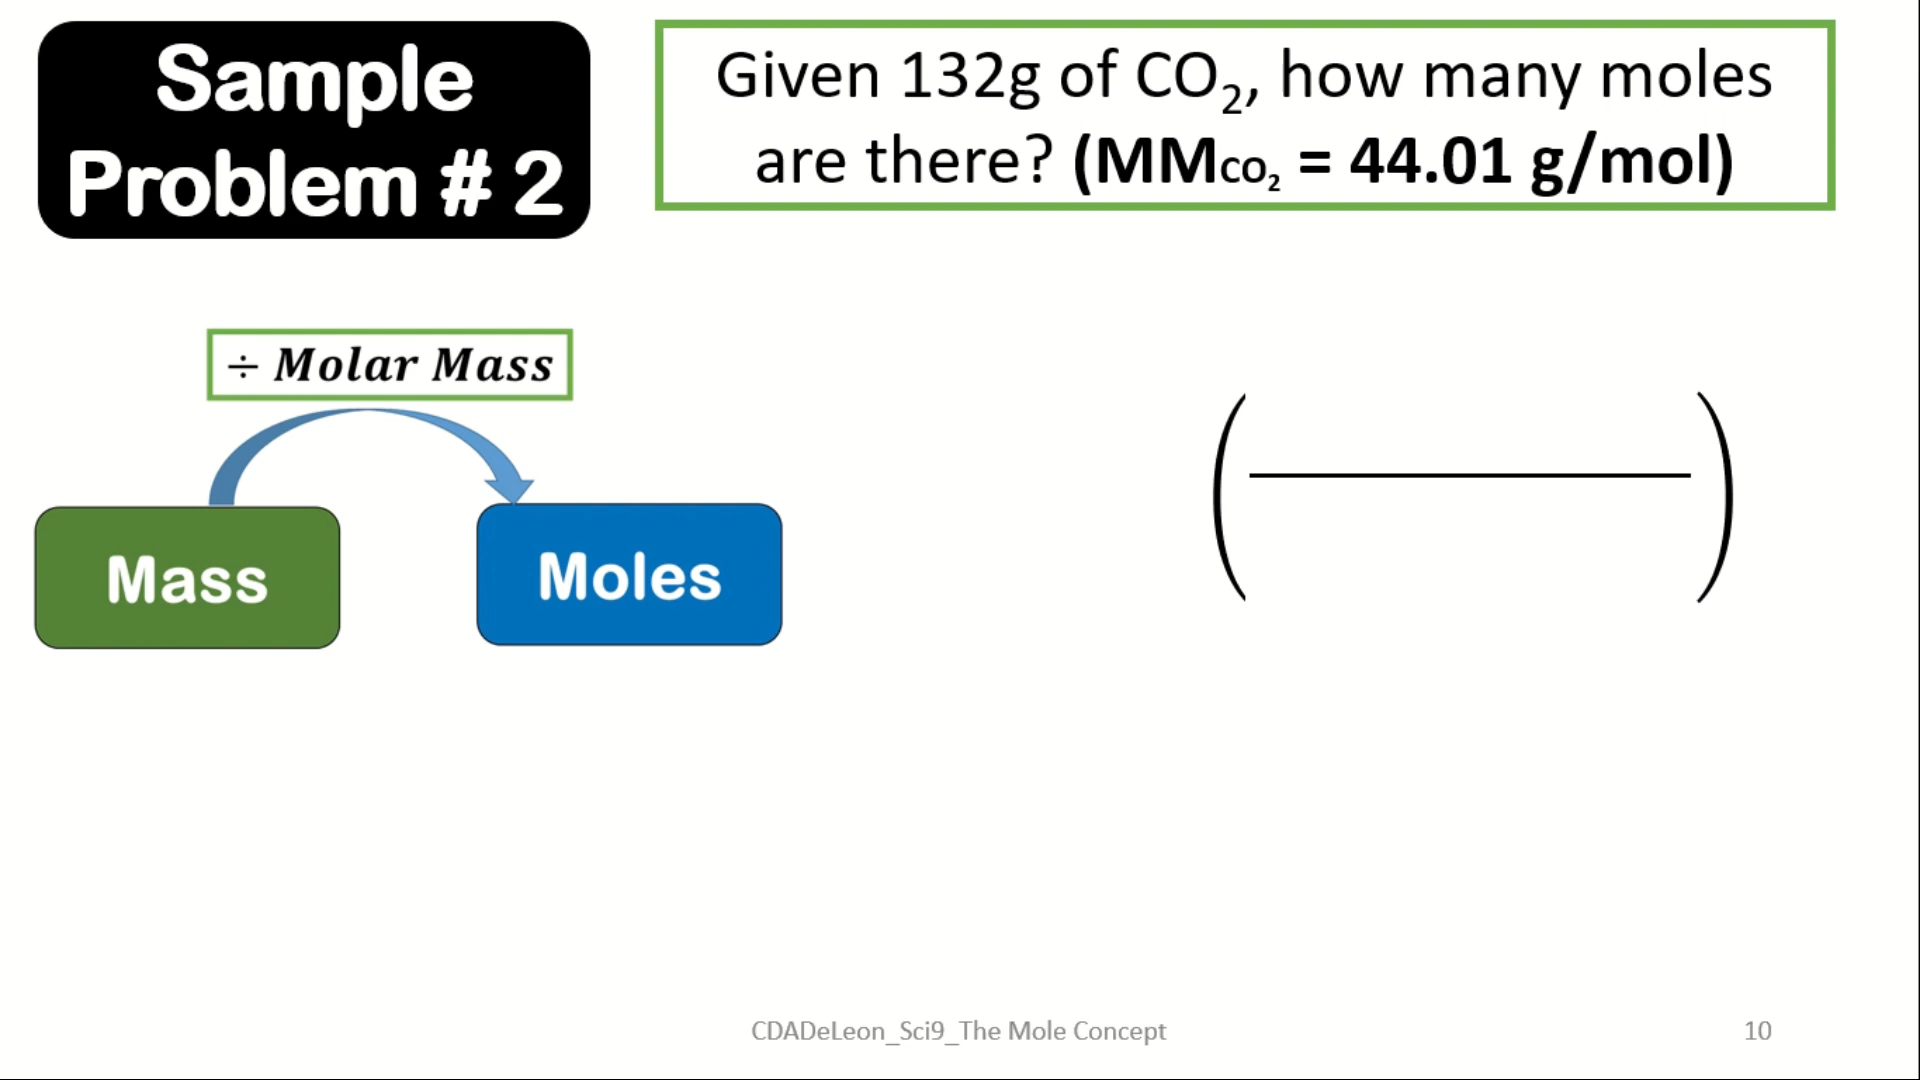 Sample
Problem # 2
Given 132g of CO₂, how many moles
are there? (MMCO₂ = 44.01 g/mol)
÷ Molar Mass
Mass
Moles
CDADeLeon_Sci9_The Mole Concept
10